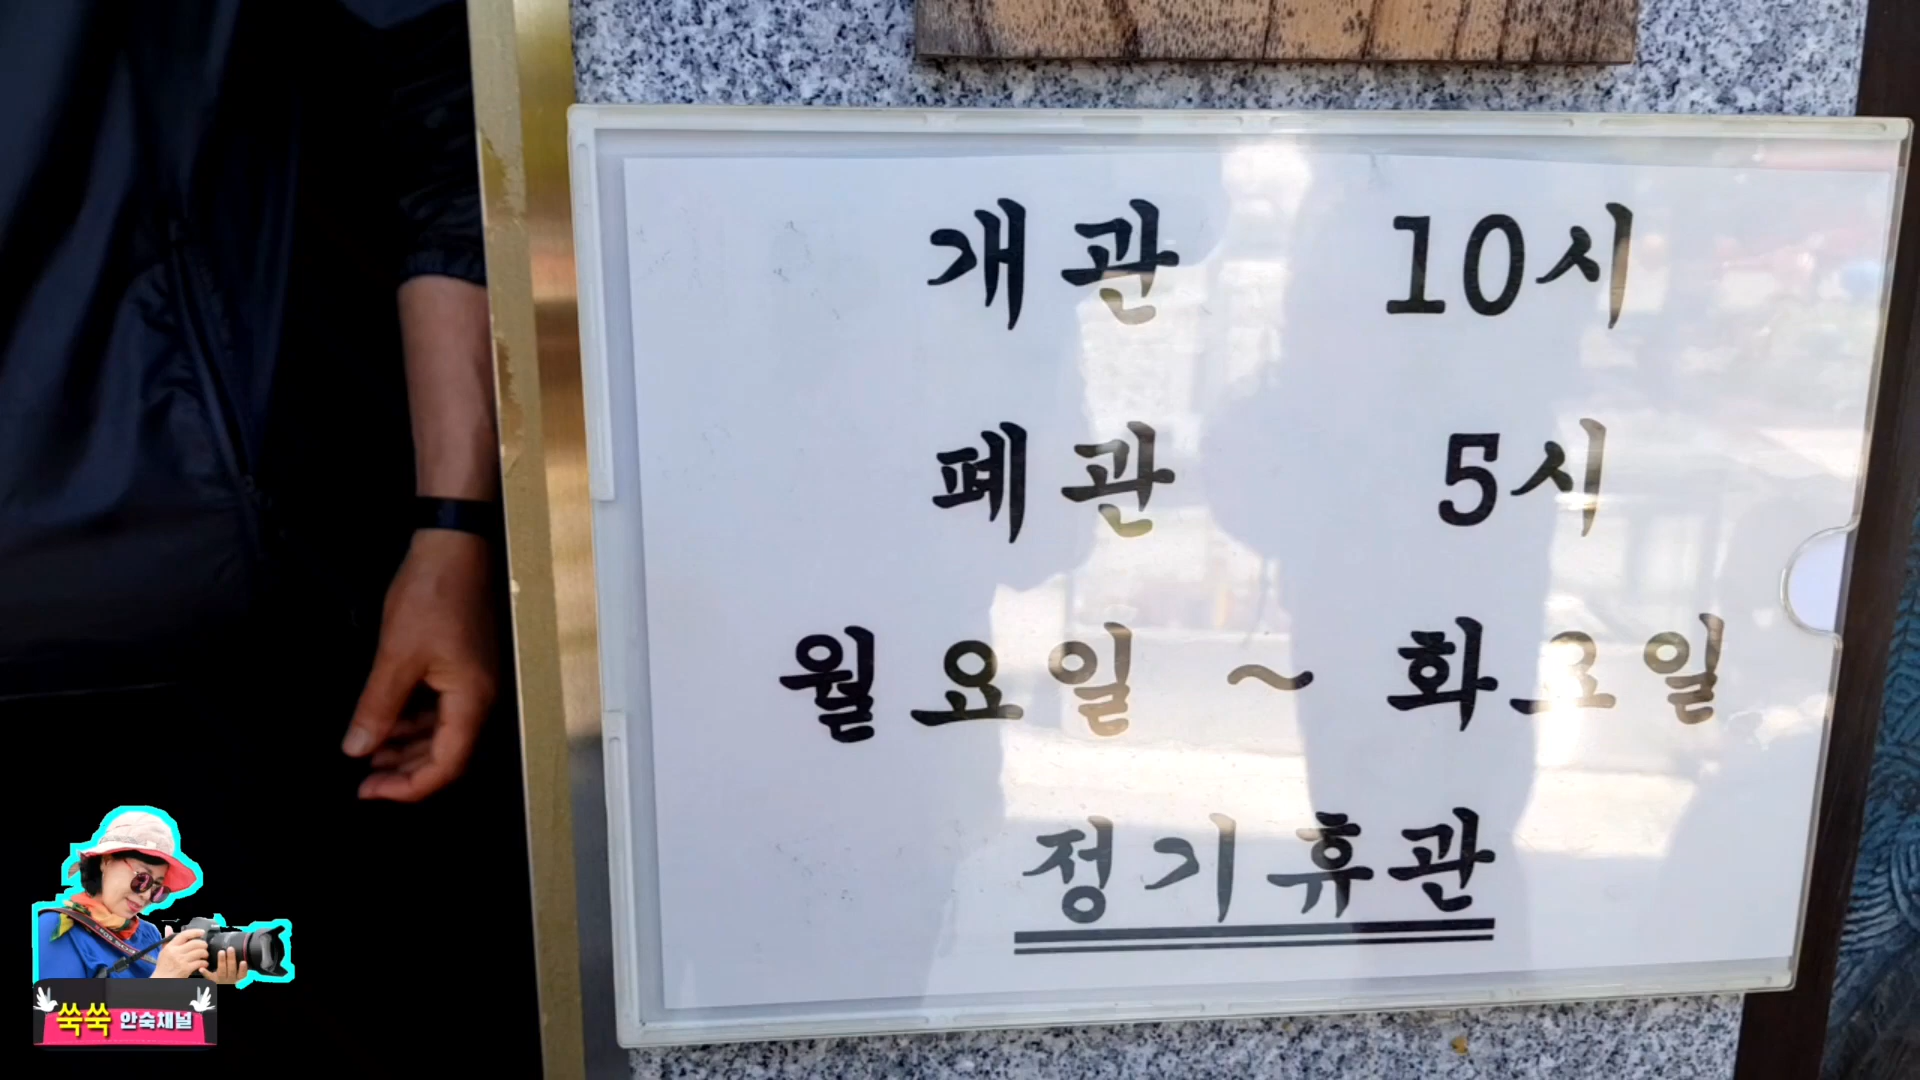 개관 10시
폐관 5시
월요일 ~ 화요일
정기휴관
쑥쑥 안숙채널